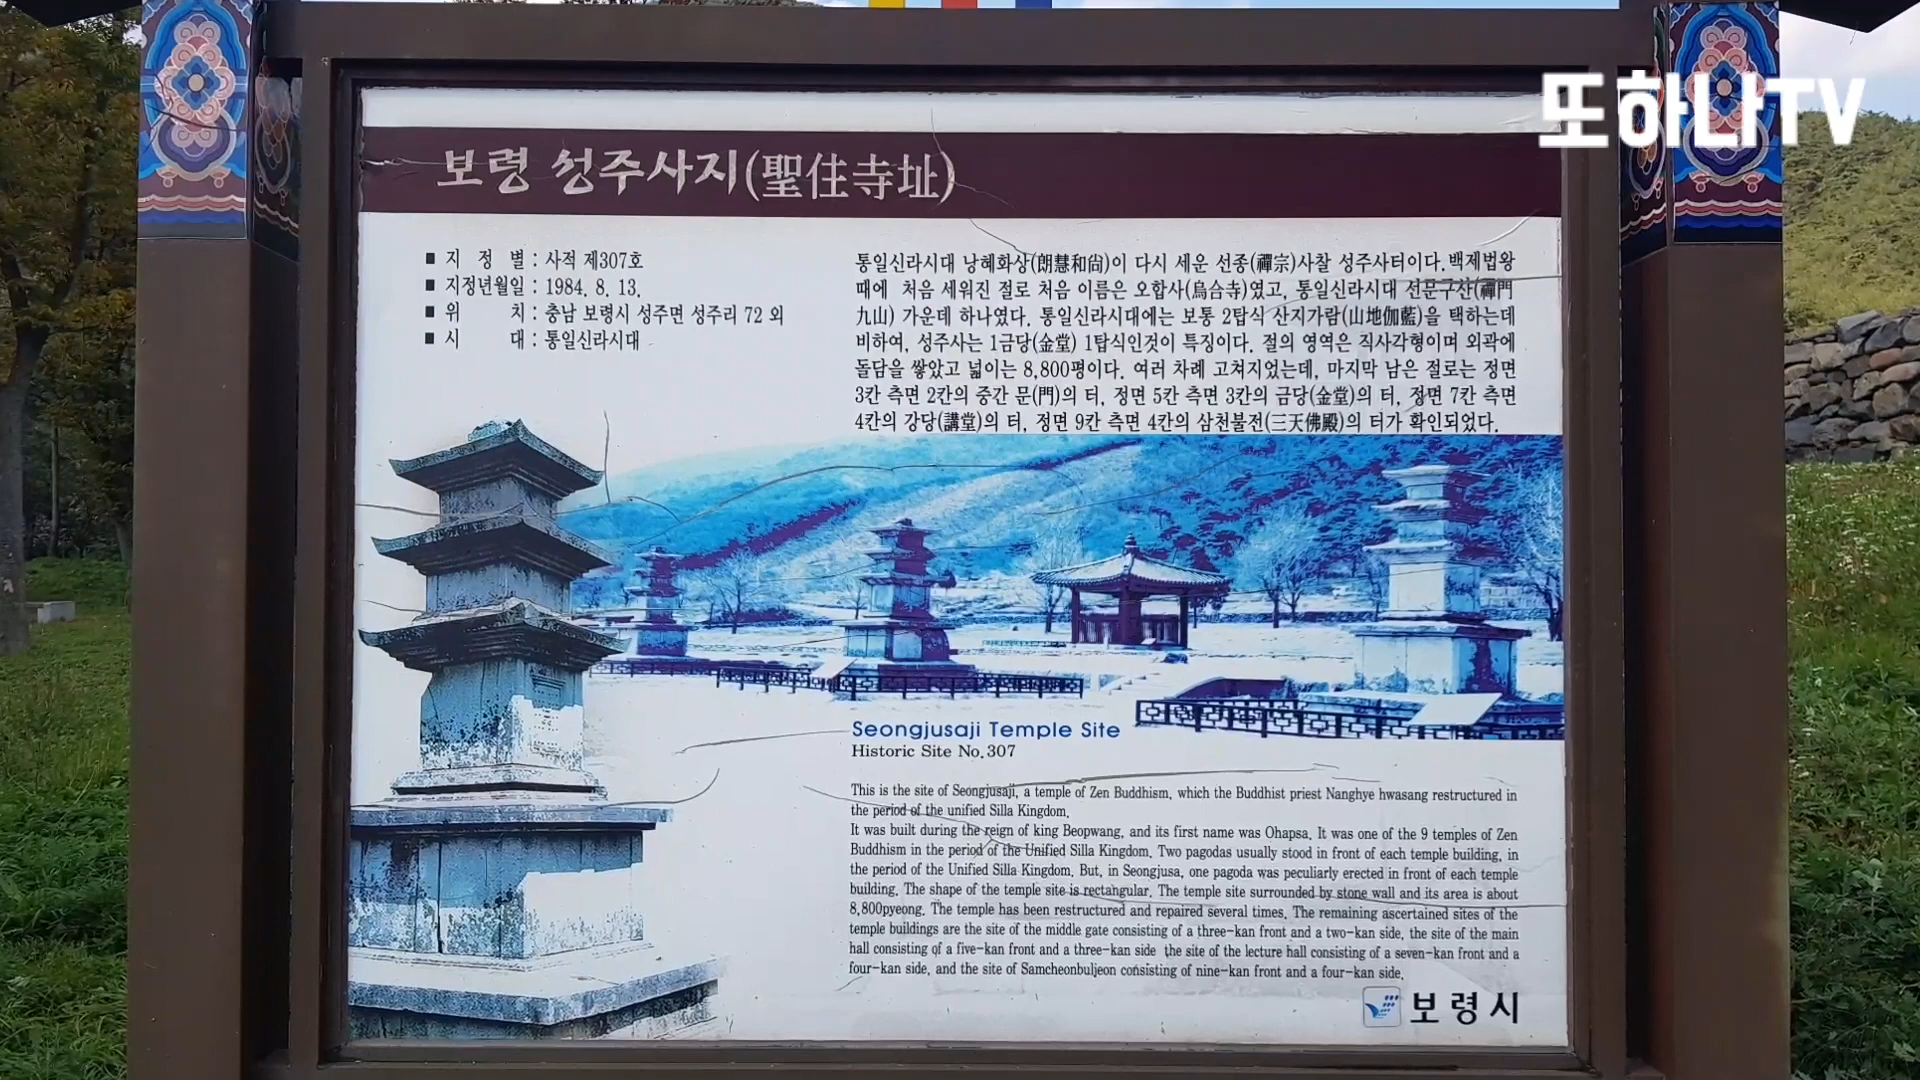 또하나TV
보령 성주사지(聖住寺址)
■ 지 정 별 : 사적 제307호
■ 지정년월일 : 1984. 8. 13.
■ 위 치 : 충남 보령시 성주면 성주리 72 외
■ 시 대 : 통일신라시대
통일신라시대 낭혜화상(朗慧和尙)이 다시 세운 선종(禪宗)사찰 성주사터이다. 백제법왕
때에 처음 세워진 절로 처음 이름은 오합사(烏合寺)였고, 통일신라시대 선문구산(禪門
九山) 가운데 하나였다. 통일신라시대에는 보통 2탑식 산지가람(山地伽藍)을 택하는데
비하여, 성주사는 1금당(金堂) 1탑식인것이 특징이다. 절의 영역은 직사각형이며 외곽에
돌담을 쌓았고 넓이는 8,800평이다. 여러 차례 고쳐지었는데, 마지막 남은 절로는 정면
3칸 측면 2칸의 중간 문(門)의 터, 정면 5칸 측면 3칸의 금당(金堂)의 터, 정면 7칸 측면
4칸의 강당(講堂)의 터, 정면 9칸 측면 4칸의 삼천불전(三天佛殿)의 터가 확인되었다.
Seongjusaji Temple Site
Historic Site No.307
This is the site of Seongjusaji, a temple of Zen Buddhism, which the Buddhist priest Nanghye hwasang restructured in
the period of the unified Silla Kingdom.
It was built during the reign of king Beopwang, and its first name was Ohapsa. It was one of the 9 temples of Zen
Buddhism in the period of the Unified Silla Kingdom. Two pagodas usually stood in front of each temple building, in
the period of the Unified Silla Kingdom. But, in Seongjusa, one pagoda was peculiarly erected in front of each temple
building. The shape of the temple site is rectangular. The temple site surrounded by stone wall and its area is about
8,800pyeong. The temple has been restructured and repaired several times. The remaining ascertained sites of the
temple buildings are the site of the middle gate consisting of a three-kan front and a two-kan side, the site of the main
hall consisting of a five-kan front and a three-kan side the site of the lecture hall consisting of a seven-kan front and a
four-kan side, and the site of Samcheonbuljeon consisting of nine-kan front and a four-kan side.
보령시